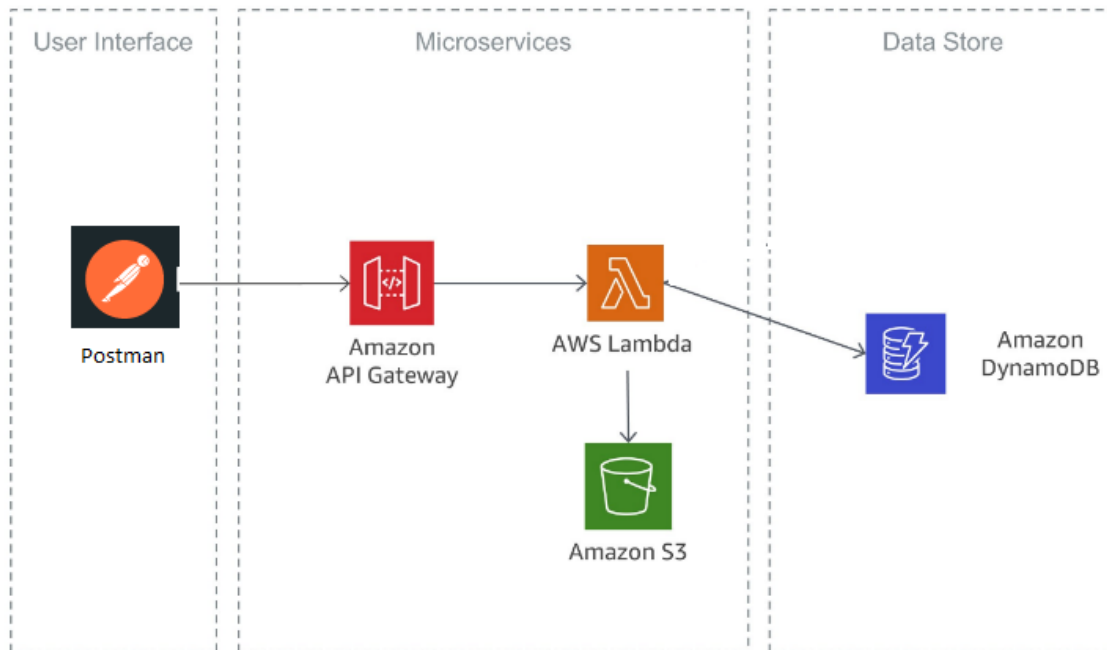 User Interface
Microservices
Data Store
Postman
Amazon
API Gateway
</>
AWS Lambda
Amazon S3
Amazon
DynamoDB